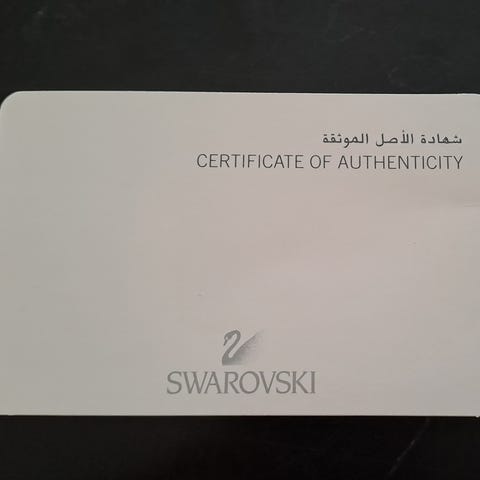 شهادة الأصل الموثقة
CERTIFICATE OF AUTHENTICITY
SWAROVSKI